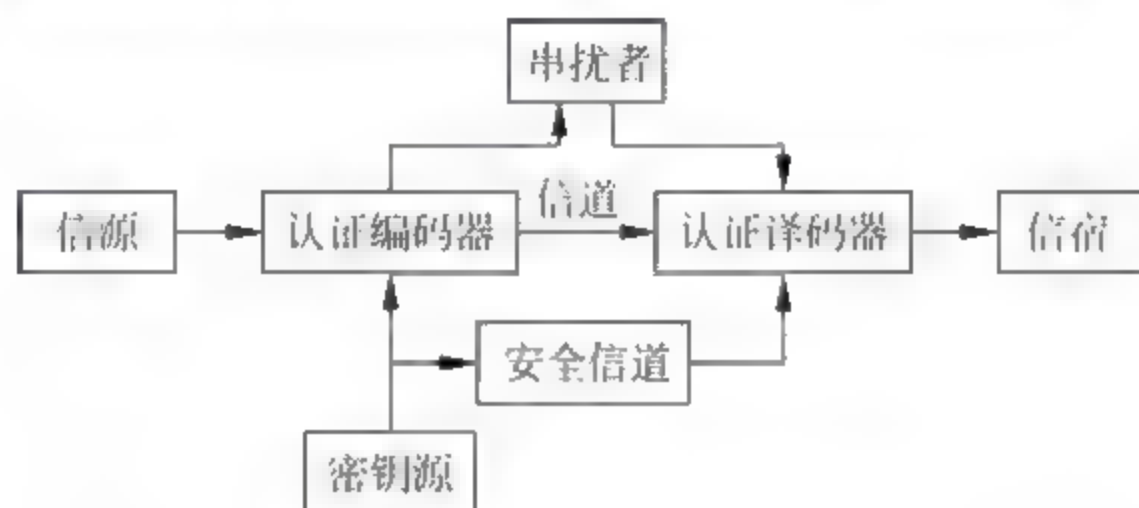 串扰者
信源
认证编码器
信道
认证译码器
信宿
安全信道
密钥源